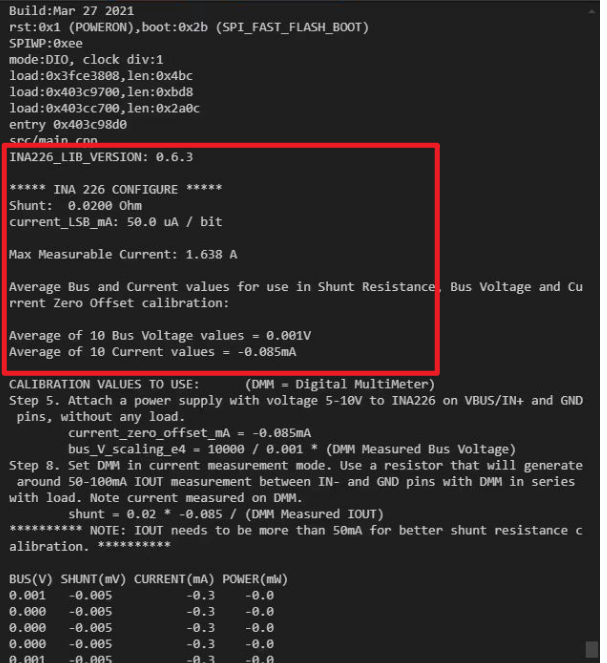 Build:Mar 27 2021
rst:0x1 (POWERON),boot:0x2b (SPI_FAST_FLASH_BOOT)
SPIWP:0xee
mode:DIO, clock div:1
load:0x3fce3808,len:0x4bc
load:0x403c9700,len:0xbd8
load:0x403cc700,len:0x2a0c
entry 0x403c98d0
src/main.cpp
INA226_LIB_VERSION: 0.6.3
***** INA 226 CONFIGURE *****
Shunt:  0.0200 Ohm
current_LSB_mA: 50.0 uA / bit
Max Measurable Current: 1.638 A
Average Bus and Current values for use in Shunt Resistance, Bus Voltage and Cu
rrent Zero Offset calibration:
Average of 10 Bus Voltage values = 0.001V
Average of 10 Current values = -0.085mA
CALIBRATION VALUES TO USE:      (DMM = Digital MultiMeter)
Step 5. Attach a power supply with voltage 5-10V to INA226 on VBUS/IN+ and GND
 pins, without any load.
        current_zero_offset_mA = -0.085mA
        bus_V_scaling_e4 = 10000 / 0.001 * (DMM Measured Bus Voltage)
Step 8. Set DMM in current measurement mode. Use a resistor that will generate
 around 50-100mA IOUT measurement between IN- and GND pins with DMM in series
with load. Note current measured on DMM.
        shunt = 0.02 * -0.085 / (DMM Measured IOUT)
********** NOTE: IOUT needs to be more than 50mA for better shunt resistance c
alibration. **********
BUS(V) SHUNT(mV) CURRENT(mA) POWER(mW)
0.001   -0.005          -0.3    -0.0
0.000   -0.005          -0.3    -0.0
0.000   -0.005          -0.3    -0.0
0.000   -0.005          -0.3    -0.0
0.001   -0.005          -0.3    -0.0